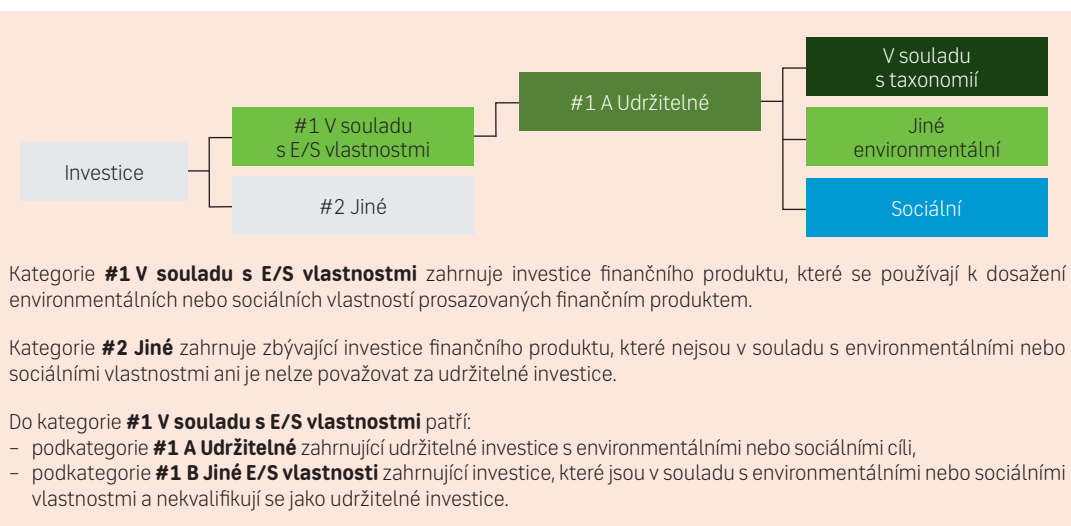 V souladu
s taxonomií
#1 A Udržitelné
#1 V souladu
s E/S vlastnostmi
Jiné
environmentální
Investice
#2 Jiné
Sociální
Kategorie #1 V souladu s E/S vlastnostmi zahrnuje investice finančního produktu, které se používají k dosažení
environmentálních nebo sociálních vlastností prosazovaných finančním produktem.
Kategorie #2 Jiné zahrnuje zbývající investice finančního produktu, které nejsou v souladu s environmentálními nebo
sociálními vlastnostmi ani je nelze považovat za udržitelné investice.
Do kategorie #1 V souladu s E/S vlastnostmi patří:
– podkategorie #1 A Udržitelné zahrnující udržitelné investice s environmentálními nebo sociálními cíli,
– podkategorie #1 B Jiné E/S vlastnosti zahrnující investice, které jsou v souladu s environmentálními nebo sociálními
vlastnostmi a nekvalifikují se jako udržitelné investice.